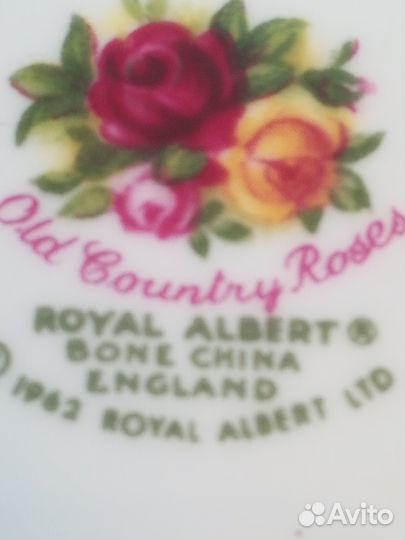 Old Country Roses
ROYAL ALBERT ®
BONE CHINA
ENGLAND
© 1962 ROYAL ALBERT LTD
Avito